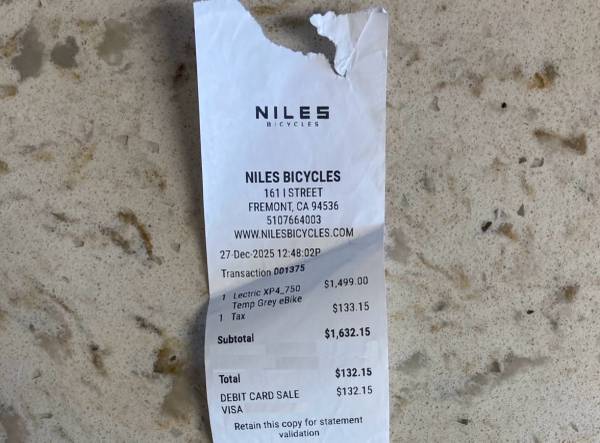 NILES
BICYCLES
NILES BICYCLES
161 I STREET
FREMONT, CA 94536
5107664003
WWW.NILESBICYCLES.COM
27-Dec-2025 12:48:02P
Transaction 001375
1 Lectric XP4_750 $1,499.00
Temp Grey eBike
1 Tax $133.15
Subtotal $1,632.15
Total $132.15
DEBIT CARD SALE $132.15
VISA
Retain this copy for statement
validation